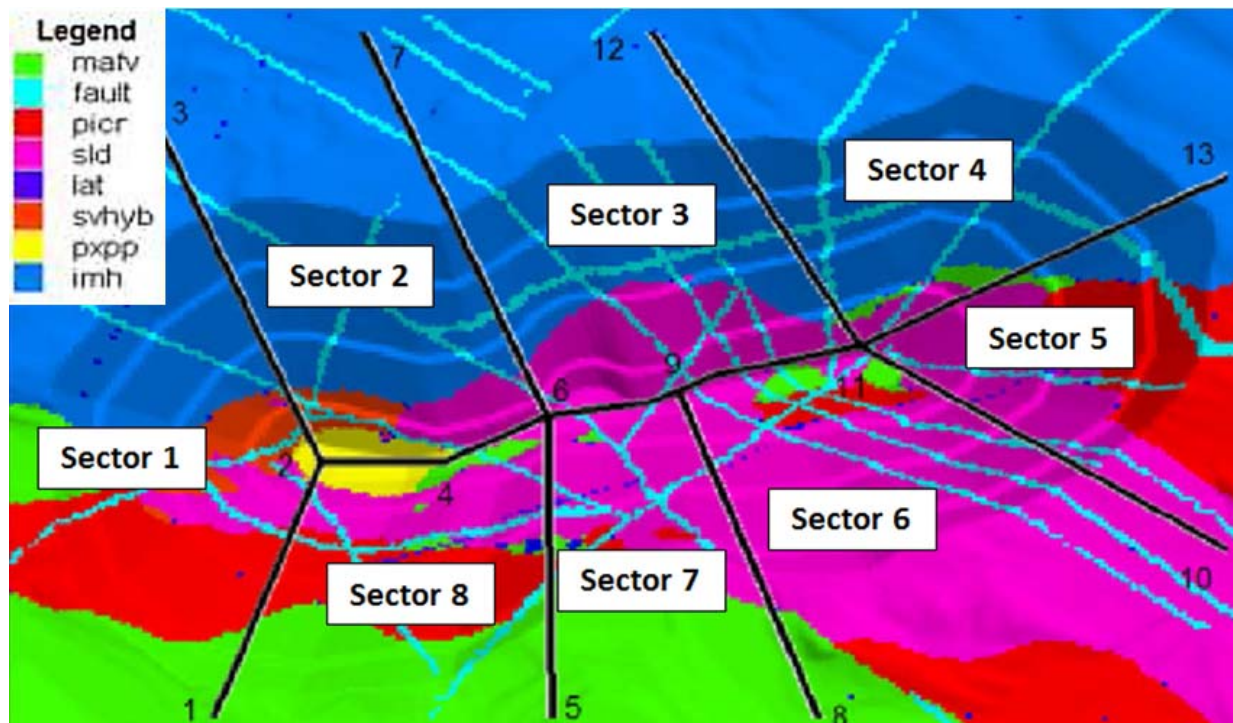 Legend
mafv
fault
picr
sld
lat
svhyb
pxpp
imh
3
7
12
13
Sector 4
Sector 3
Sector 2
Sector 5
9
6
11
Sector 1
2
4
Sector 6
10
Sector 8
Sector 7
1
5
8